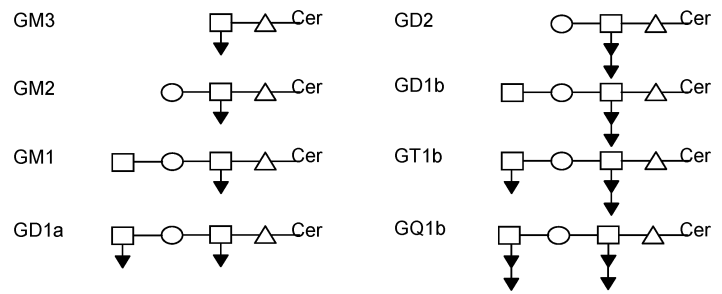 GM3 Cer
GM2 Cer
GM1 Cer
GD1a Cer
GD2 Cer
GD1b Cer
GT1b Cer
GQ1b Cer